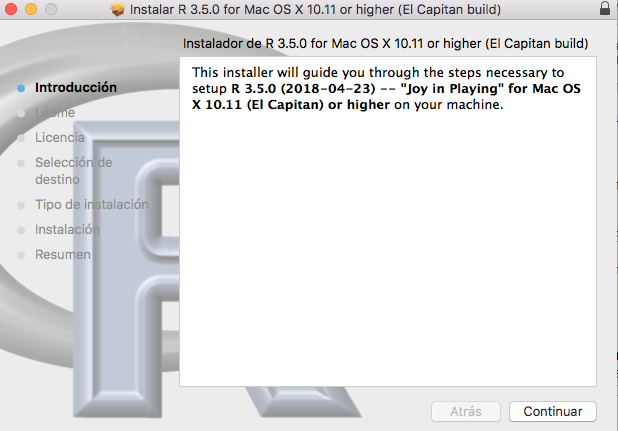 Instalar R 3.5.0 for Mac OS X 10.11 or higher (El Capitan build)
Instalador de R 3.5.0 for Mac OS X 10.11 or higher (El Capitan build)
Introducción
Léeme
Licencia
Selección de
destino
Tipo de instalación
Instalación
Resumen
This installer will guide you through the steps necessary to
setup R 3.5.0 (2018-04-23) -- "Joy in Playing" for Mac OS
X 10.11 (El Capitan) or higher on your machine.
Atrás
Continuar